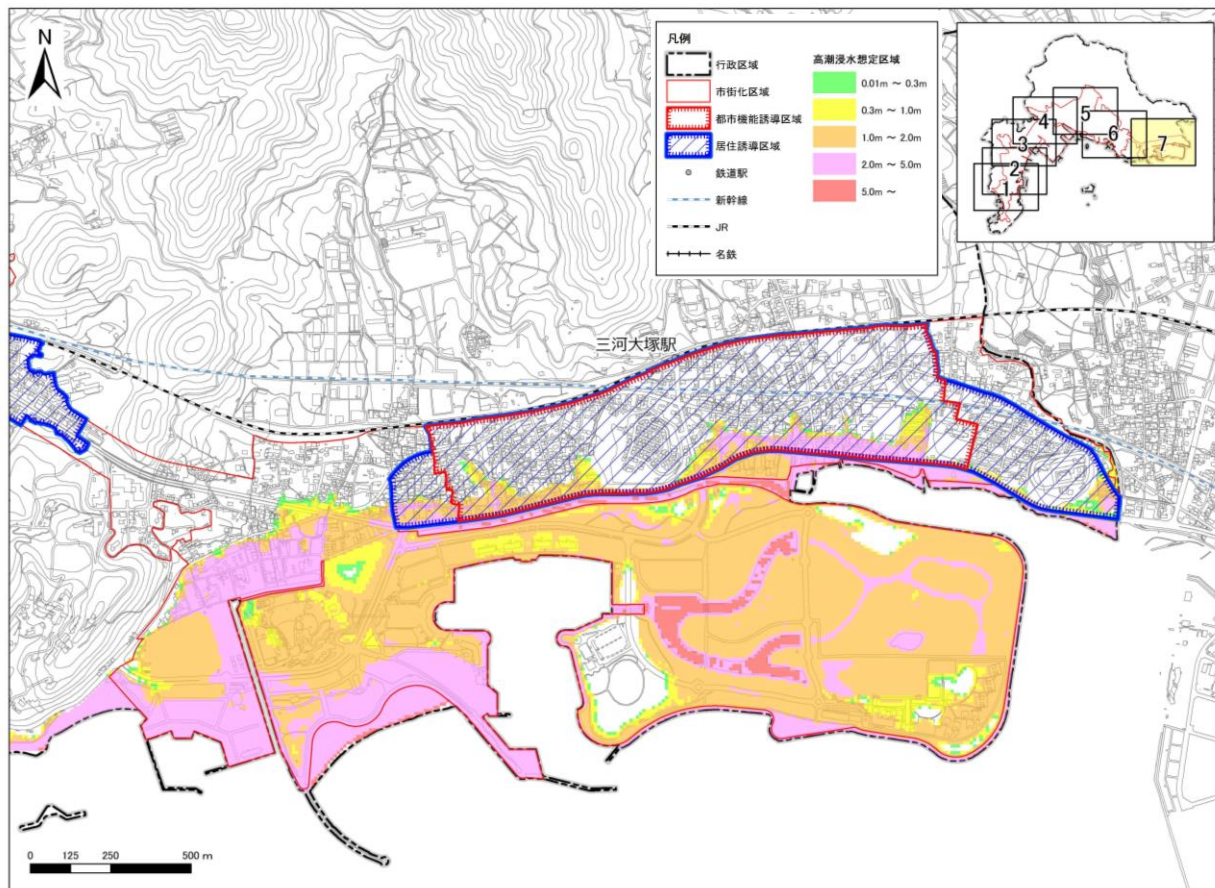 N
凡例
行政区域
市街化区域
都市機能誘導区域
居住誘導区域
鉄道駅
新幹線
JR
名鉄
高潮浸水想定区域
0.01m ～ 0.3m
0.3m ～ 1.0m
1.0m ～ 2.0m
2.0m ～ 5.0m
5.0m ～
1
2
3
4
5
6
7
三河大塚駅
0 125 250 500 m